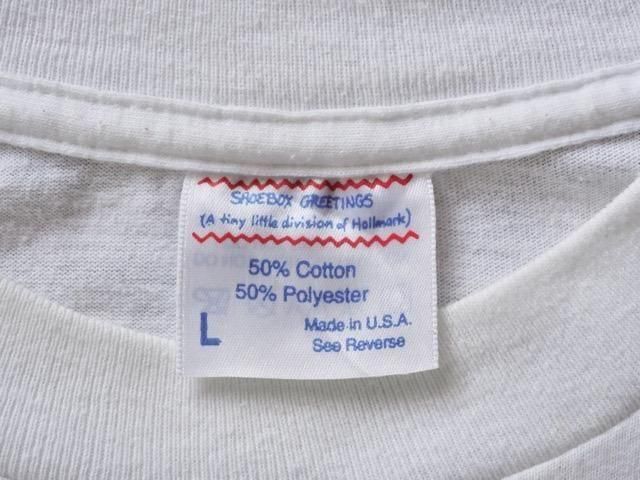 SHOEBOX GREETINGS
(A tiny little division of Hallmark)
50% Cotton
50% Polyester
L
Made in U.S.A.
See Reverse